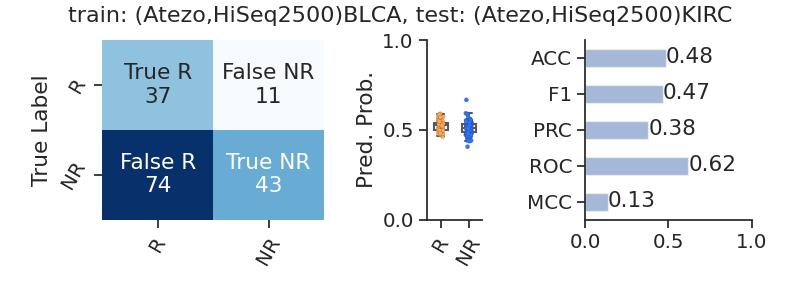 train: (Atezo,HiSeq2500)BLCA, test: (Atezo,HiSeq2500)KIRC
True Label
R
NR
True R
37
False NR
11
False R
74
True NR
43
R
NR
Pred. Prob.
1.0
0.5
0.0
R
NR
ACC
0.48
F1
0.47
PRC
0.38
ROC
0.62
MCC
0.13
0.0
0.5
1.0